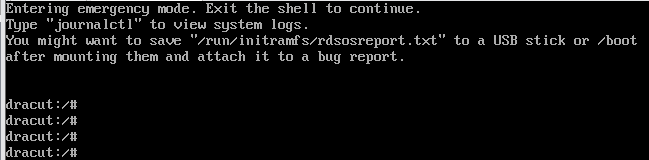 Entering emergency mode. Exit the shell to continue.
Type "journalctl" to view system logs.
You might want to save "/run/initramfs/rdsosreport.txt" to a USB stick or /boot
after mounting them and attach it to a bug report.
dracut:/#
dracut:/#
dracut:/#
dracut:/#